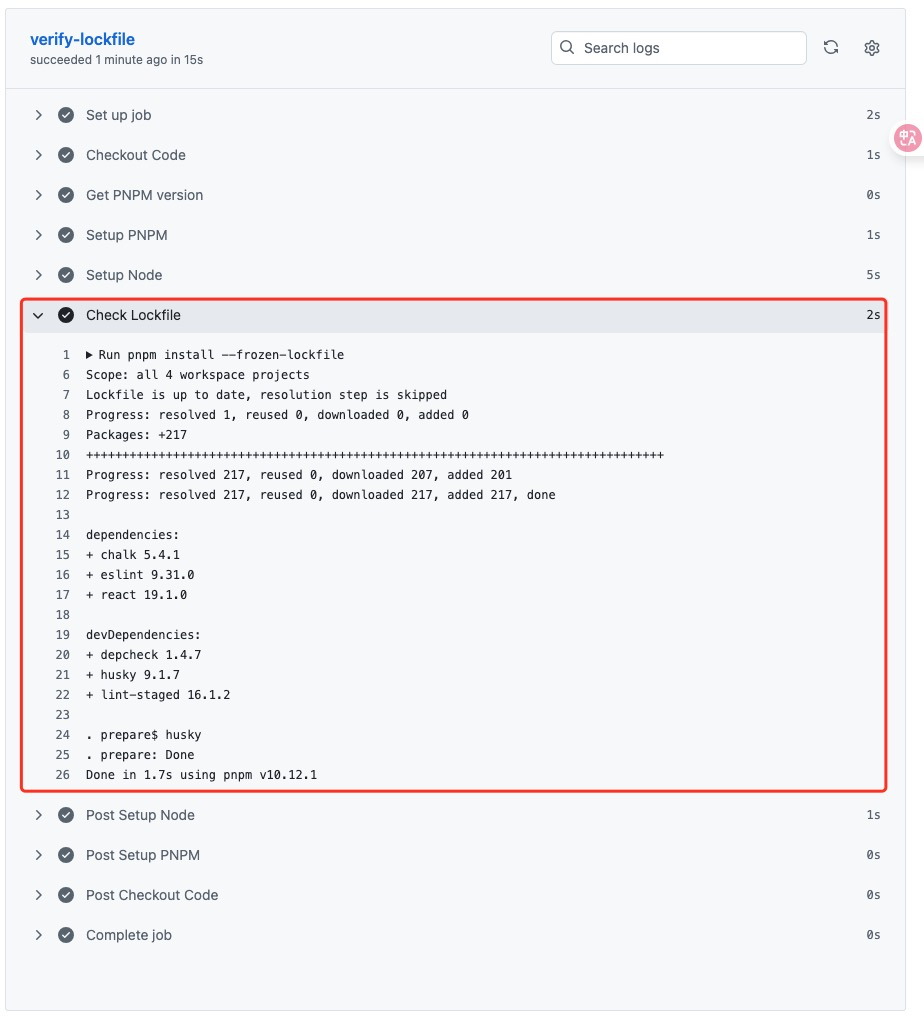 verify-lockfile
succeeded 1 minute ago in 15s
Search logs
Set up job 2s
Checkout Code 1s
Get PNPM version 0s
Setup PNPM 1s
Setup Node 5s
Check Lockfile 2s
1 Run pnpm install --frozen-lockfile
6 Scope: all 4 workspace projects
7 Lockfile is up to date, resolution step is skipped
8 Progress: resolved 1, reused 0, downloaded 0, added 0
9 Packages: +217
10 ++++++++++++++++++++++++++++++++++++++++++++++++++++++++++++++++++++++++++++++++
11 Progress: resolved 217, reused 0, downloaded 207, added 201
12 Progress: resolved 217, reused 0, downloaded 217, added 217, done
13
14 dependencies:
15 + chalk 5.4.1
16 + eslint 9.31.0
17 + react 19.1.0
18
19 devDependencies:
20 + depcheck 1.4.7
21 + husky 9.1.7
22 + lint-staged 16.1.2
23
24 . prepare$ husky
25 . prepare: Done
26 Done in 1.7s using pnpm v10.12.1
Post Setup Node 1s
Post Setup PNPM 0s
Post Checkout Code 0s
Complete job 0s
中A